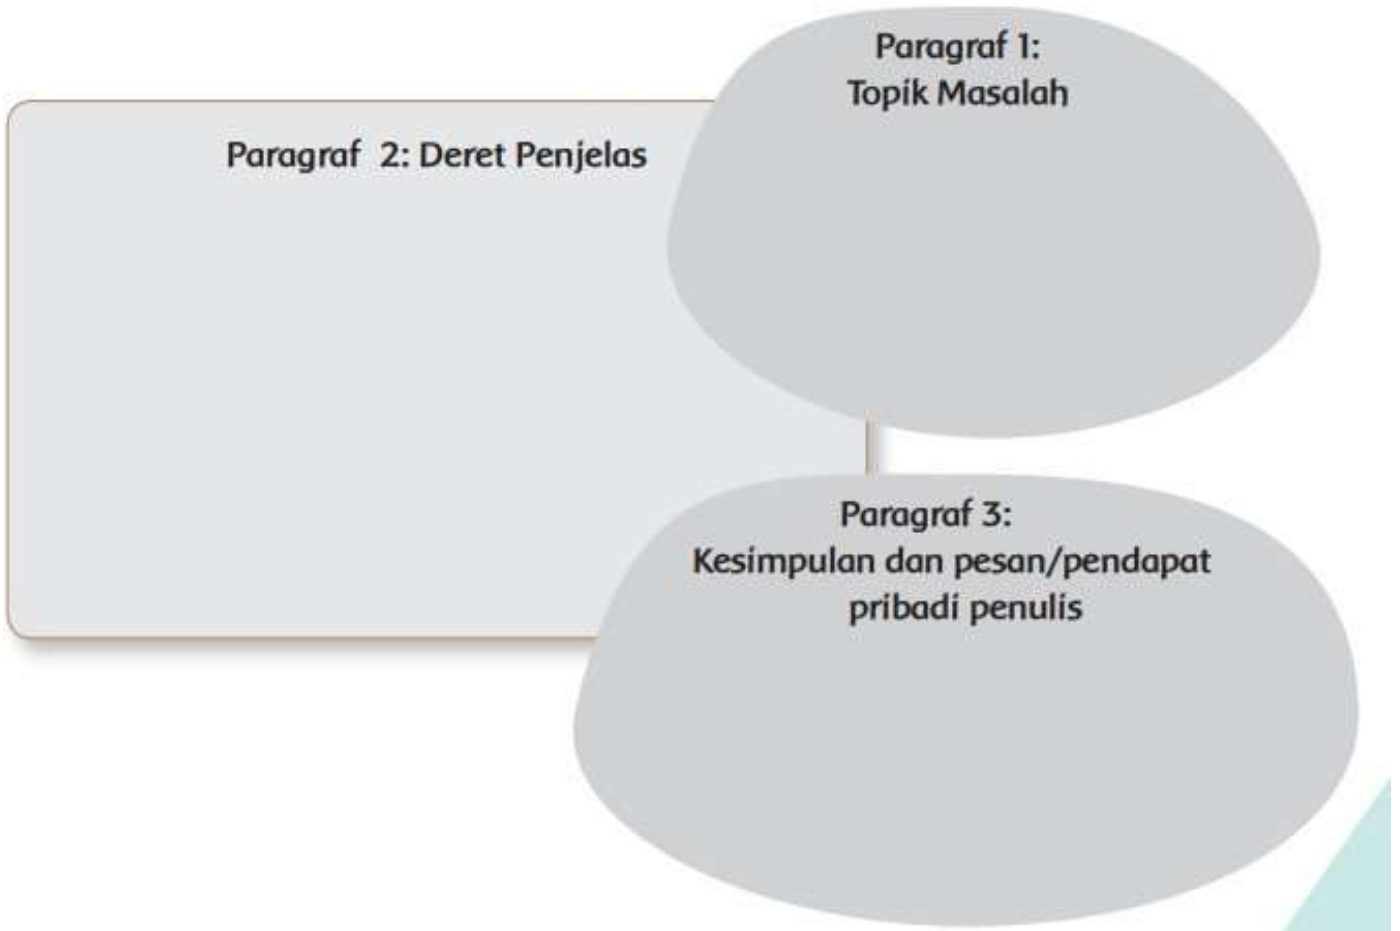 Paragraf 1:
Topik Masalah
Paragraf 2: Deret Penjelas
Paragraf 3:
Kesimpulan dan pesan/pendapat
pribadi penulis